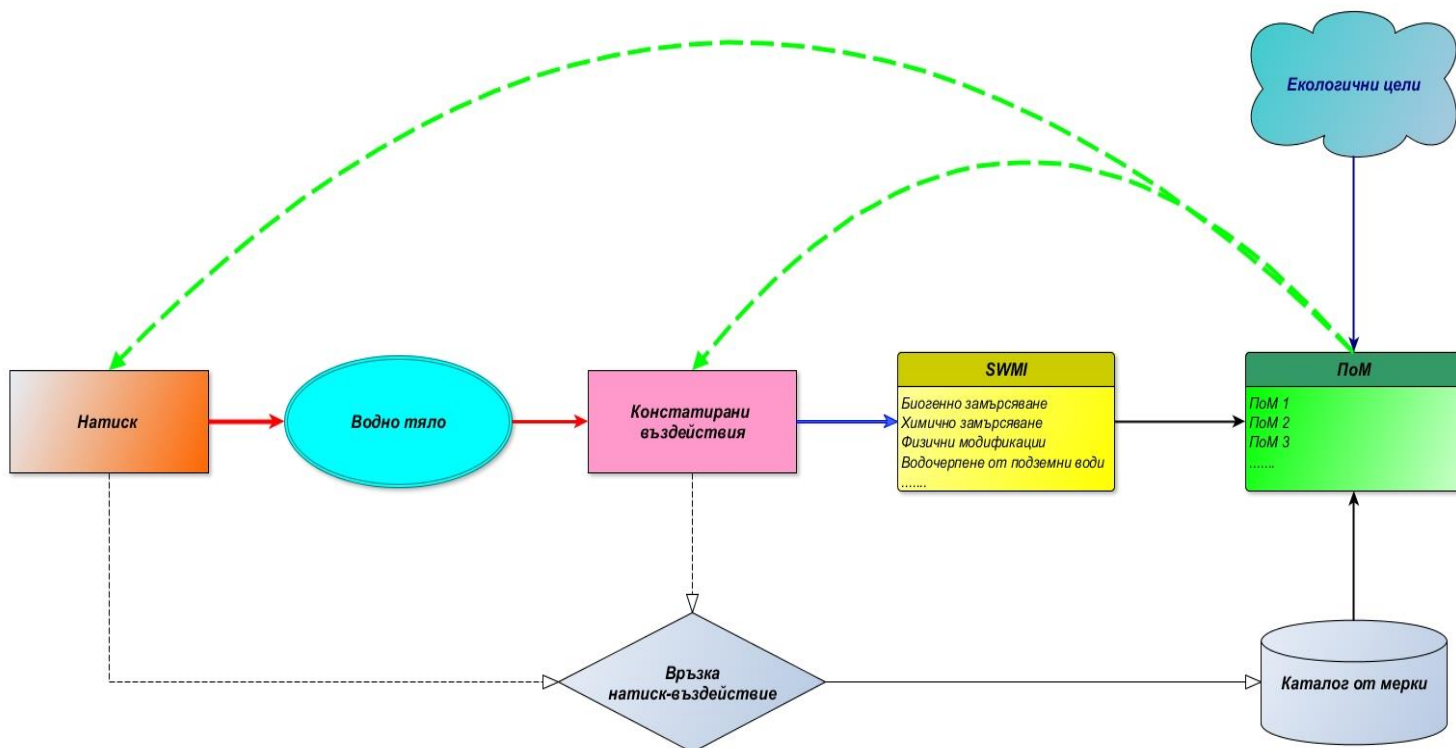 Екологични цели
Натиск
Водно тяло
Констатирани
въздействия
SWMI
Биогенно замърсяване
Химично замърсяване
Физични модификации
Водочерпене от подземни води
.......
ПоМ
ПоМ 1
ПоМ 2
ПоМ 3
.......
Връзка
натиск-въздействие
Каталог от мерки